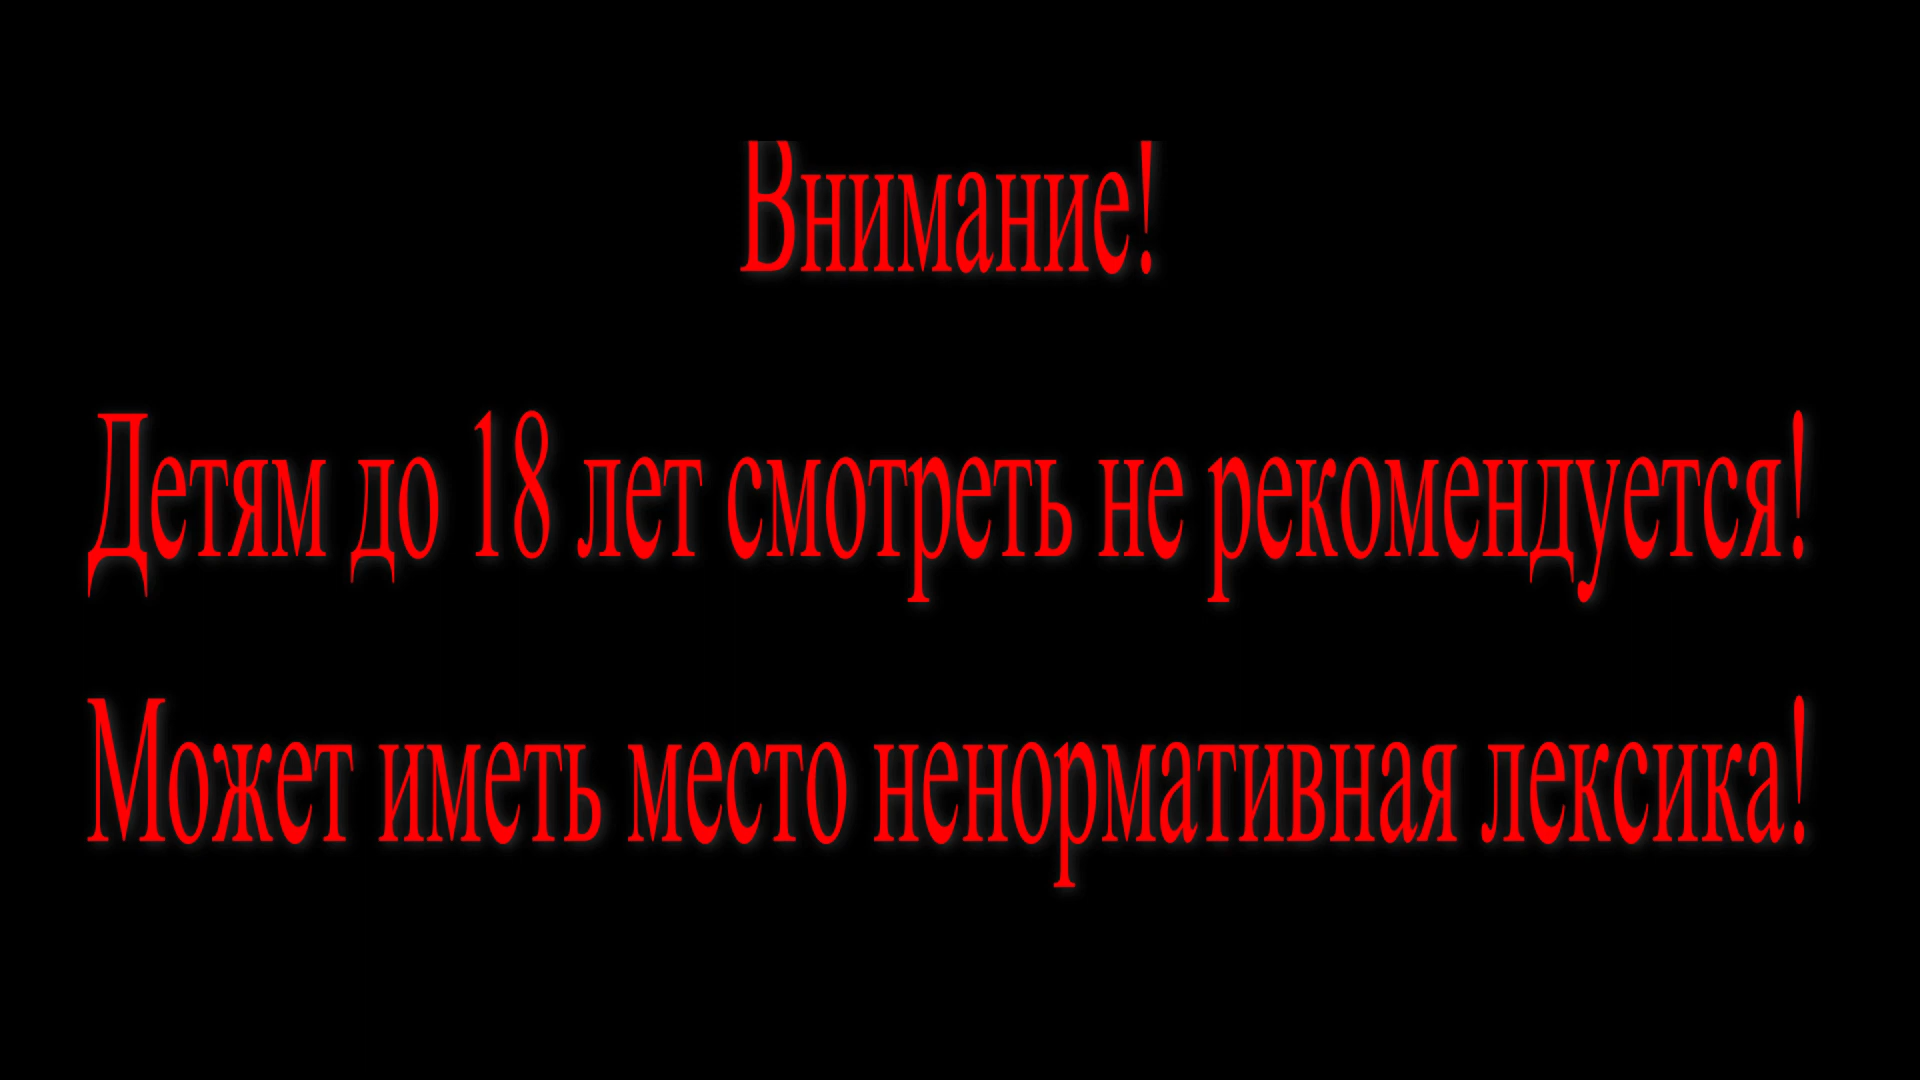 Внимание!
Детям до 18 лет смотреть не рекомендуется!
Может иметь место ненормативная лексика!